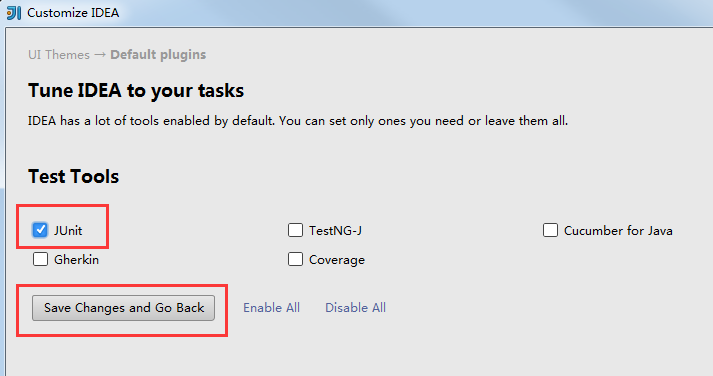 Customize IDEA
UI Themes → Default plugins
Tune IDEA to your tasks
IDEA has a lot of tools enabled by default. You can set only ones you need or leave them all.
Test Tools
JUnit TestNG-J Cucumber for Java
Gherkin Coverage
Save Changes and Go Back Enable All Disable All